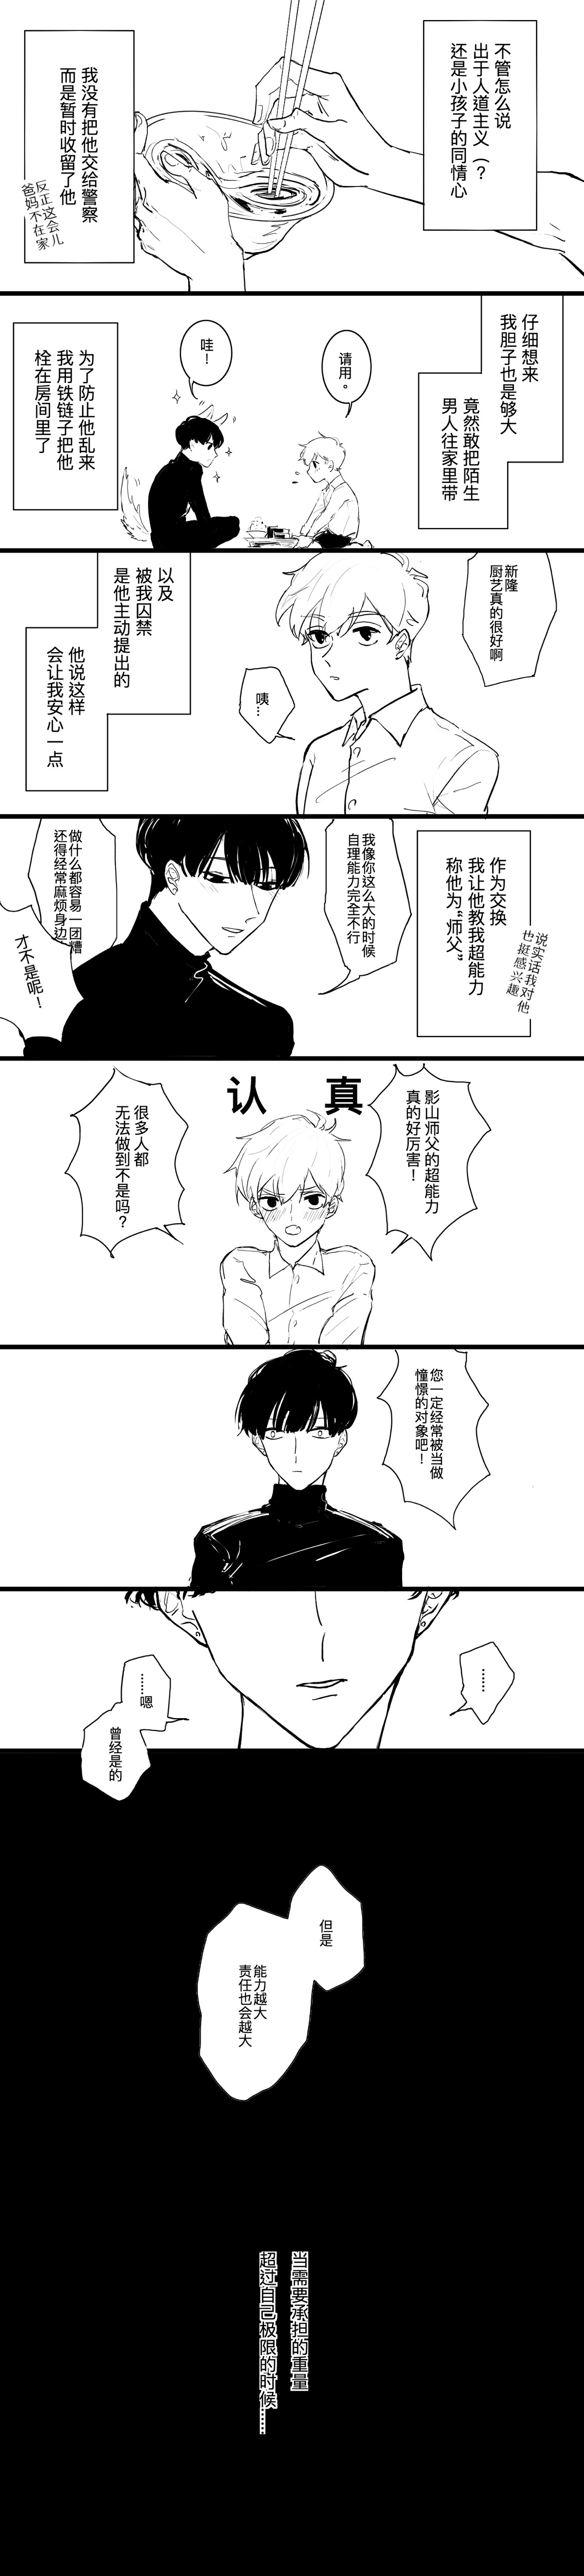 不管怎么说
出于人道主义（？
还是小孩子的同情心
我没有把他交给警察
而是暂时收留了他
反正这会儿
爸妈不在家
仔细想来
我胆子也是够大
竟然敢把陌生
男人往家里带
请用。
哇！
为了防止他乱来
我用铁链子把他
栓在房间里了
新隆
厨艺真的很好啊
咦…
以及
被我囚禁
是他主动提出的
他说这样
会让我安心一点
作为交换
我让他教我超能力
称他为“师父”
说实话我对他
也挺感兴趣
我像你这么大的时候
自理能力完全不行
做什么都容易一团糟
还得经常麻烦身边
才不是呢！
影山师父的超能力
真的好厉害！
认真
很多人都
无法做到不是吗？
您一定经常被当做
憧憬的对象吧！
……
……嗯
曾经是的
但是
能力越大
责任也会越大
当需要承担的重量
超过自己极限的时候……